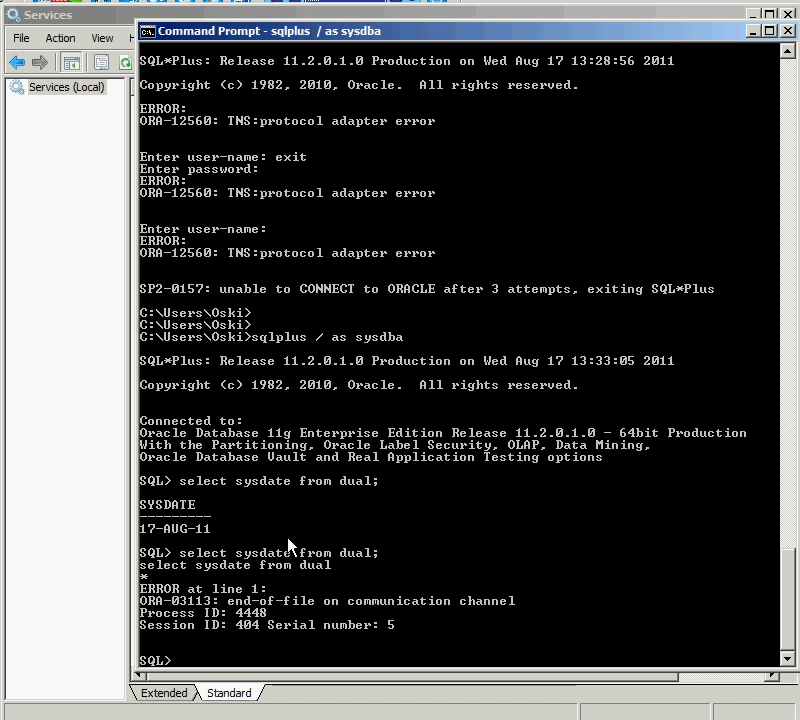 Services
File Action View H
Services (Local)
Command Prompt - sqlplus / as sysdba
SQL*Plus: Release 11.2.0.1.0 Production on Wed Aug 17 13:28:56 2011
Copyright (c) 1982, 2010, Oracle.  All rights reserved.
ERROR:
ORA-12560: TNS:protocol adapter error
Enter user-name: exit
Enter password:
ERROR:
ORA-12560: TNS:protocol adapter error
Enter user-name:
ERROR:
ORA-12560: TNS:protocol adapter error
SP2-0157: unable to CONNECT to ORACLE after 3 attempts, exiting SQL*Plus
C:\Users\Oski>
C:\Users\Oski>
C:\Users\Oski>sqlplus / as sysdba
SQL*Plus: Release 11.2.0.1.0 Production on Wed Aug 17 13:33:05 2011
Copyright (c) 1982, 2010, Oracle.  All rights reserved.
Connected to:
Oracle Database 11g Enterprise Edition Release 11.2.0.1.0 - 64bit Production
With the Partitioning, Oracle Label Security, OLAP, Data Mining,
Oracle Database Vault and Real Application Testing options
SQL> select sysdate from dual;
SYSDATE
---------
17-AUG-11
SQL> select sysdate from dual;
select sysdate from dual
*
ERROR at line 1:
ORA-03113: end-of-file on communication channel
Process ID: 4448
Session ID: 404 Serial number: 5
SQL>
Extended Standard